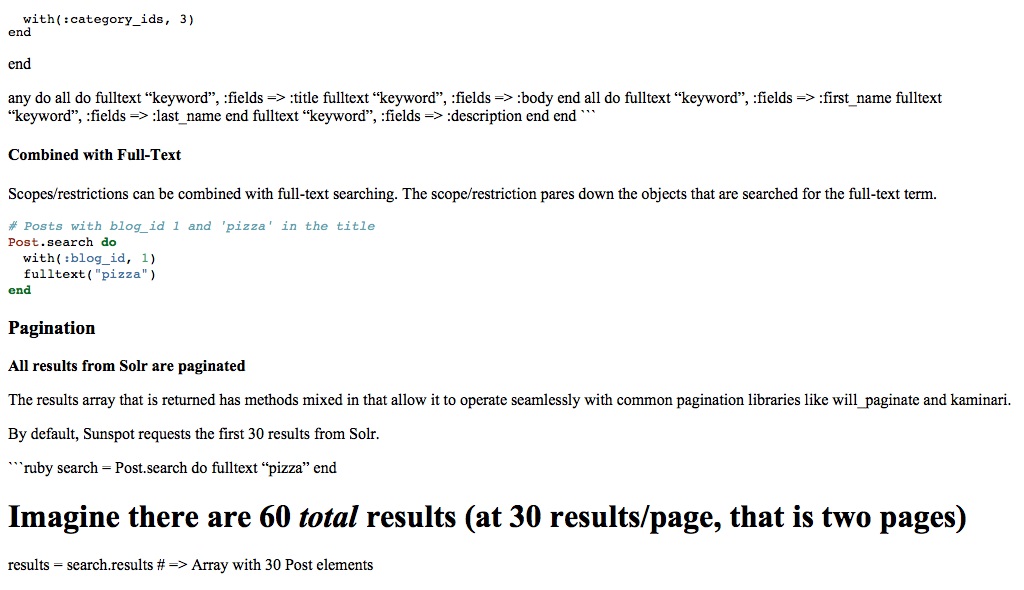 with(:category_ids, 3)
end
end
any do all do fulltext “keyword”, :fields => :title fulltext “keyword”, :fields => :body end all do fulltext “keyword”, :fields => :first_name fulltext
“keyword”, :fields => :last_name end fulltext “keyword”, :fields => :description end end ```
Combined with Full-Text
Scopes/restrictions can be combined with full-text searching. The scope/restriction pares down the objects that are searched for the full-text term.
# Posts with blog_id 1 and 'pizza' in the title
Post.search do
with(:blog_id, 1)
fulltext("pizza")
end
Pagination
All results from Solr are paginated
The results array that is returned has methods mixed in that allow it to operate seamlessly with common pagination libraries like will_paginate and kaminari.
By default, Sunspot requests the first 30 results from Solr.
```ruby search = Post.search do fulltext “pizza” end
Imagine there are 60 total results (at 30 results/page, that is two pages)
results = search.results # => Array with 30 Post elements